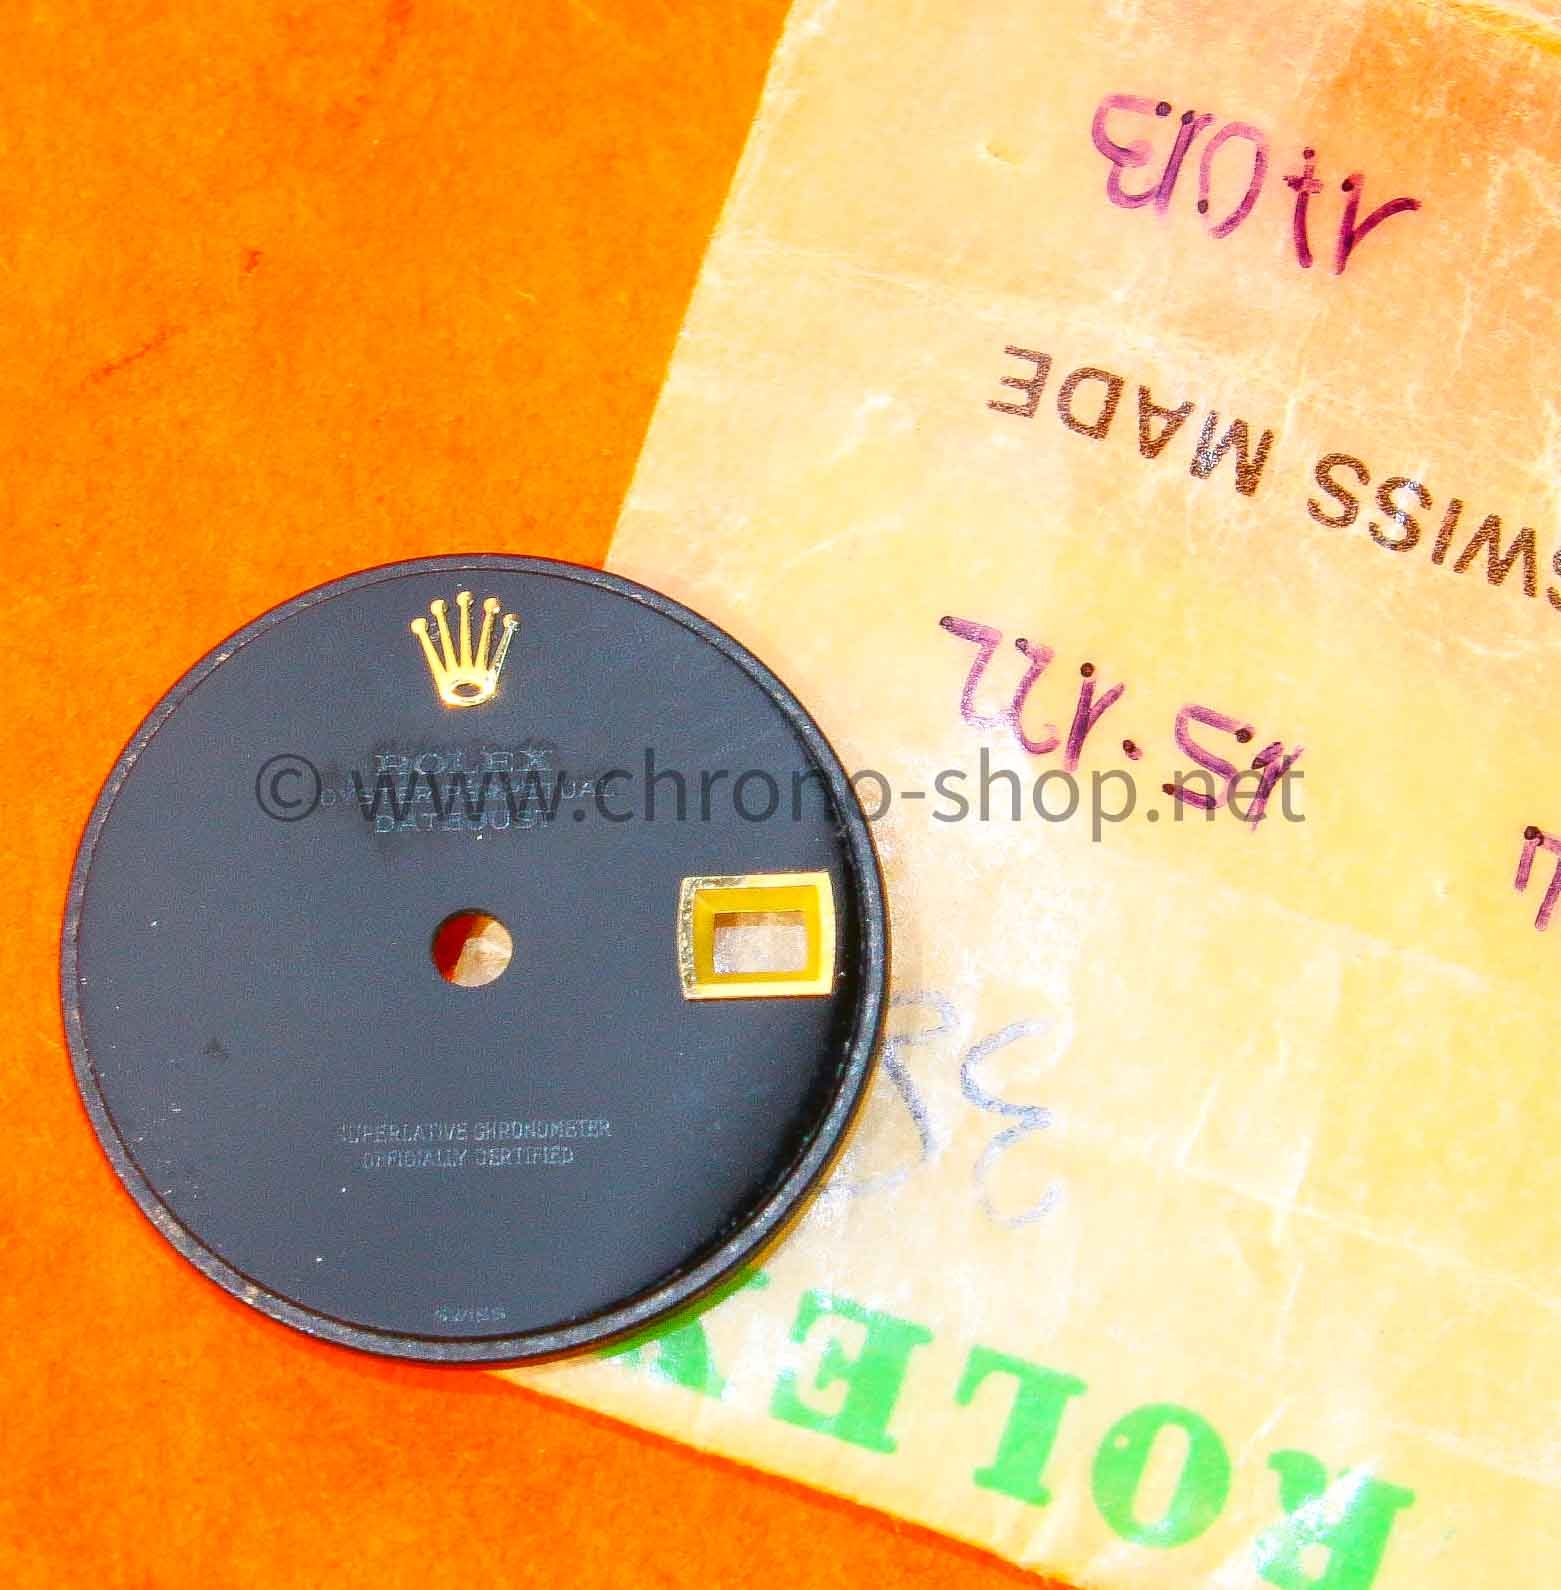 ROLEX
OYSTER PERPETUAL
DATEJUST
SUPERLATIVE CHRONOMETER
OFFICIALLY CERTIFIED
SWISS
© www.chrono-shop.net
ROLEX
SWISS MADE